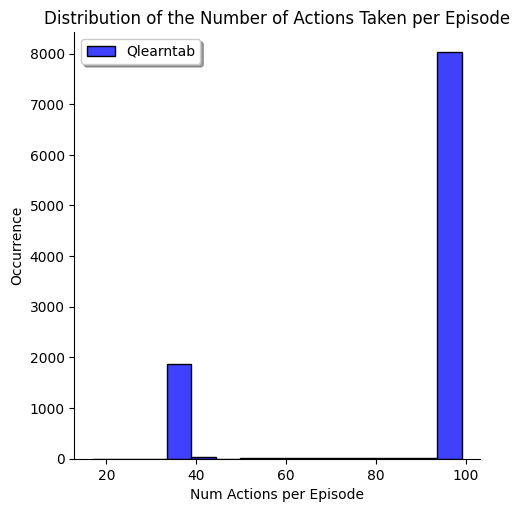 Distribution of the Number of Actions Taken per Episode
Qlearntab
8000
7000
6000
5000
4000
3000
2000
1000
0
Occurrence
20 40 60 80 100
Num Actions per Episode